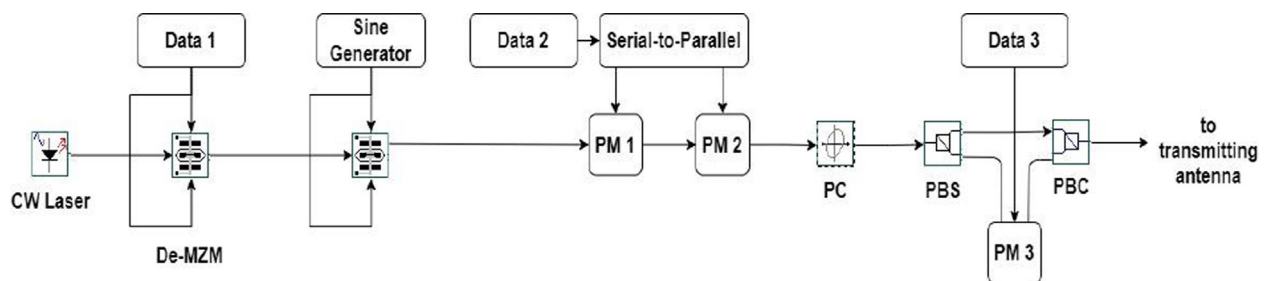 Data 1
Sine
Generator
Data 2
Serial-to-Parallel
Data 3
CW Laser
De-MZM
PM 1
PM 2
PC
PBS
PBC
PM 3
to
transmitting
antenna